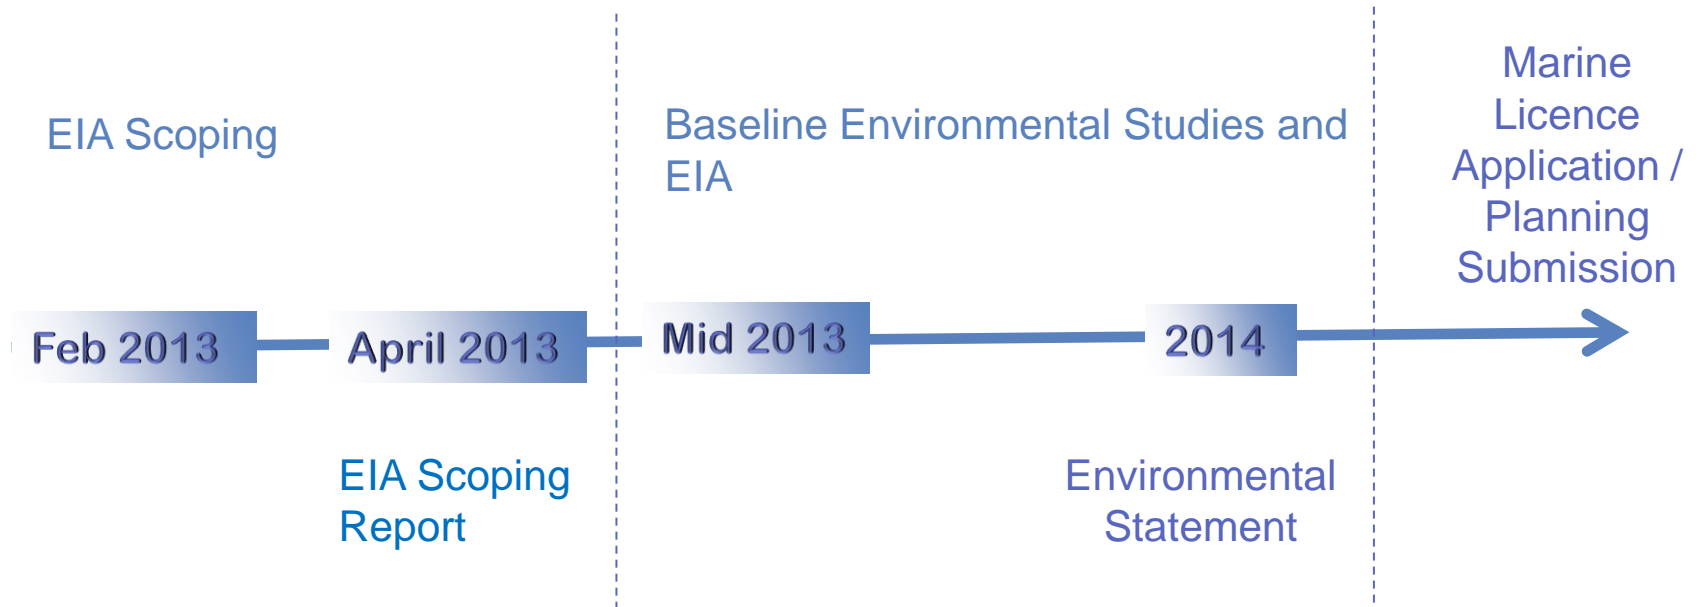 EIA Scoping
Baseline Environmental Studies and
EIA
Marine
Licence
Application /
Planning
Submission
Feb 2013
April 2013
Mid 2013
2014
EIA Scoping
Report
Environmental
Statement